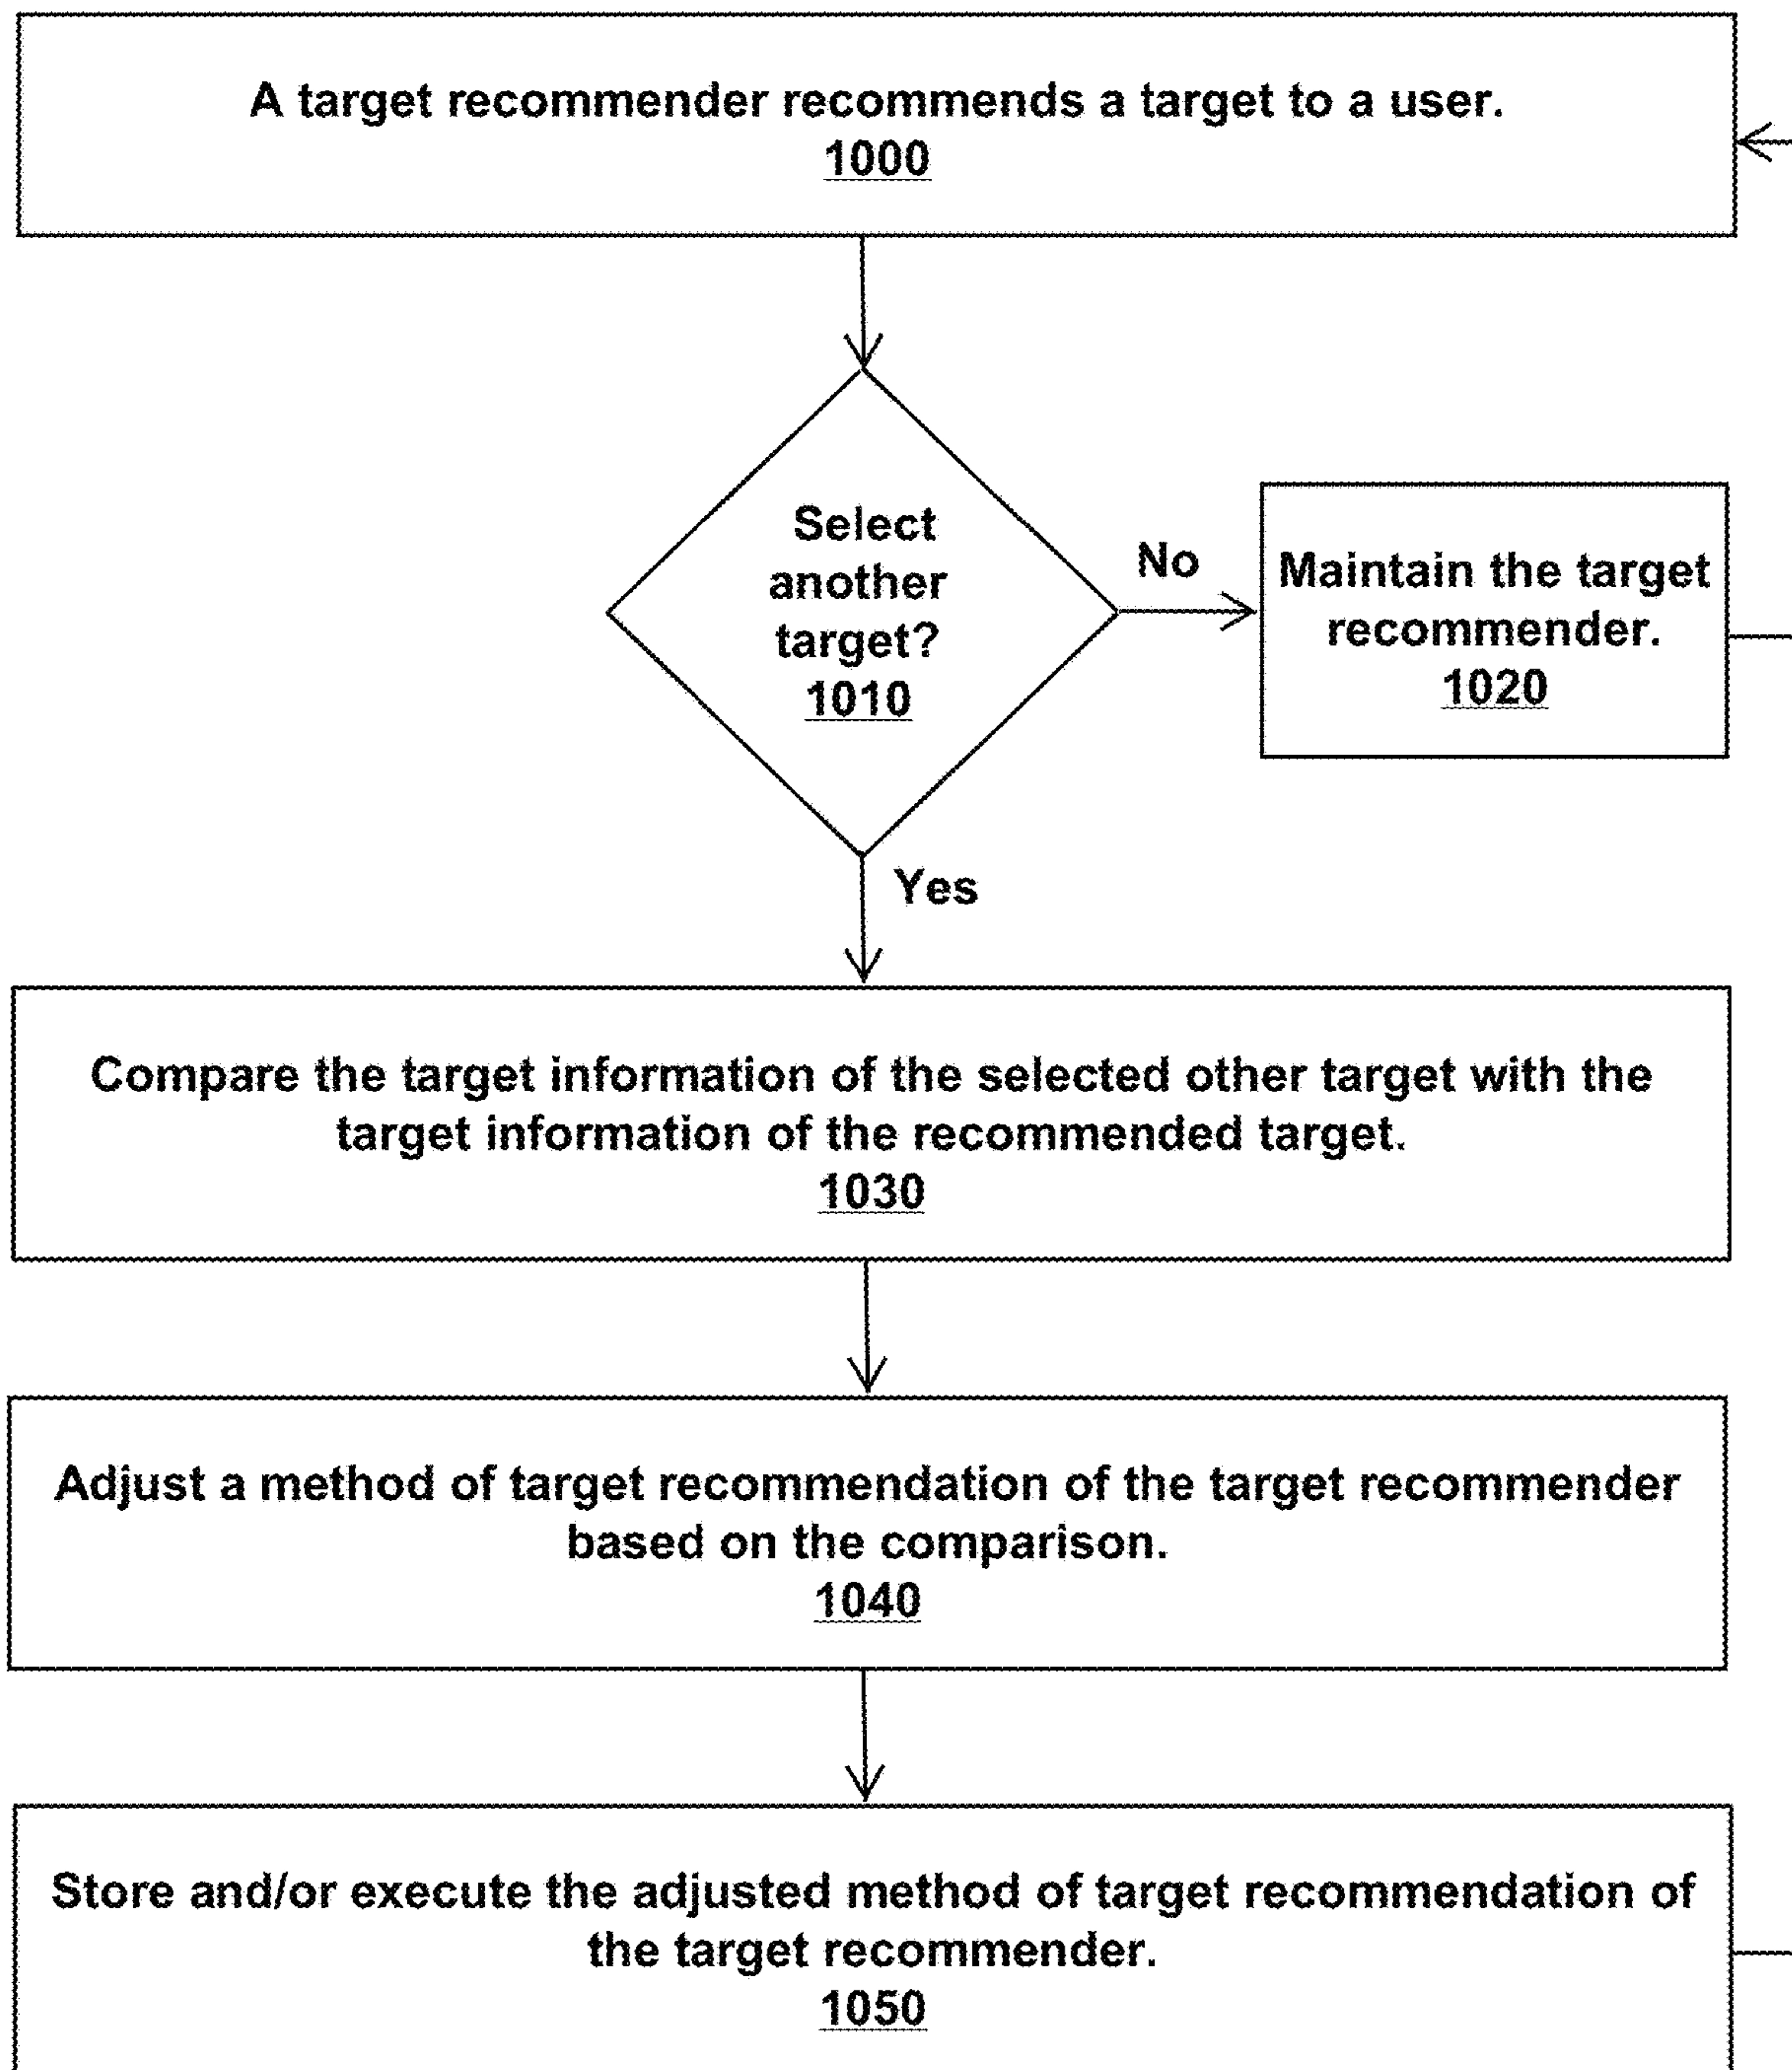 A target recommender recommends a target to a user.
1000
Select
another
target?
1010
No
Maintain the target
recommender.
1020
Yes
Compare the target information of the selected other target with the
target information of the recommended target.
1030
Adjust a method of target recommendation of the target recommender
based on the comparison.
1040
Store and/or execute the adjusted method of target recommendation of
the target recommender.
1050